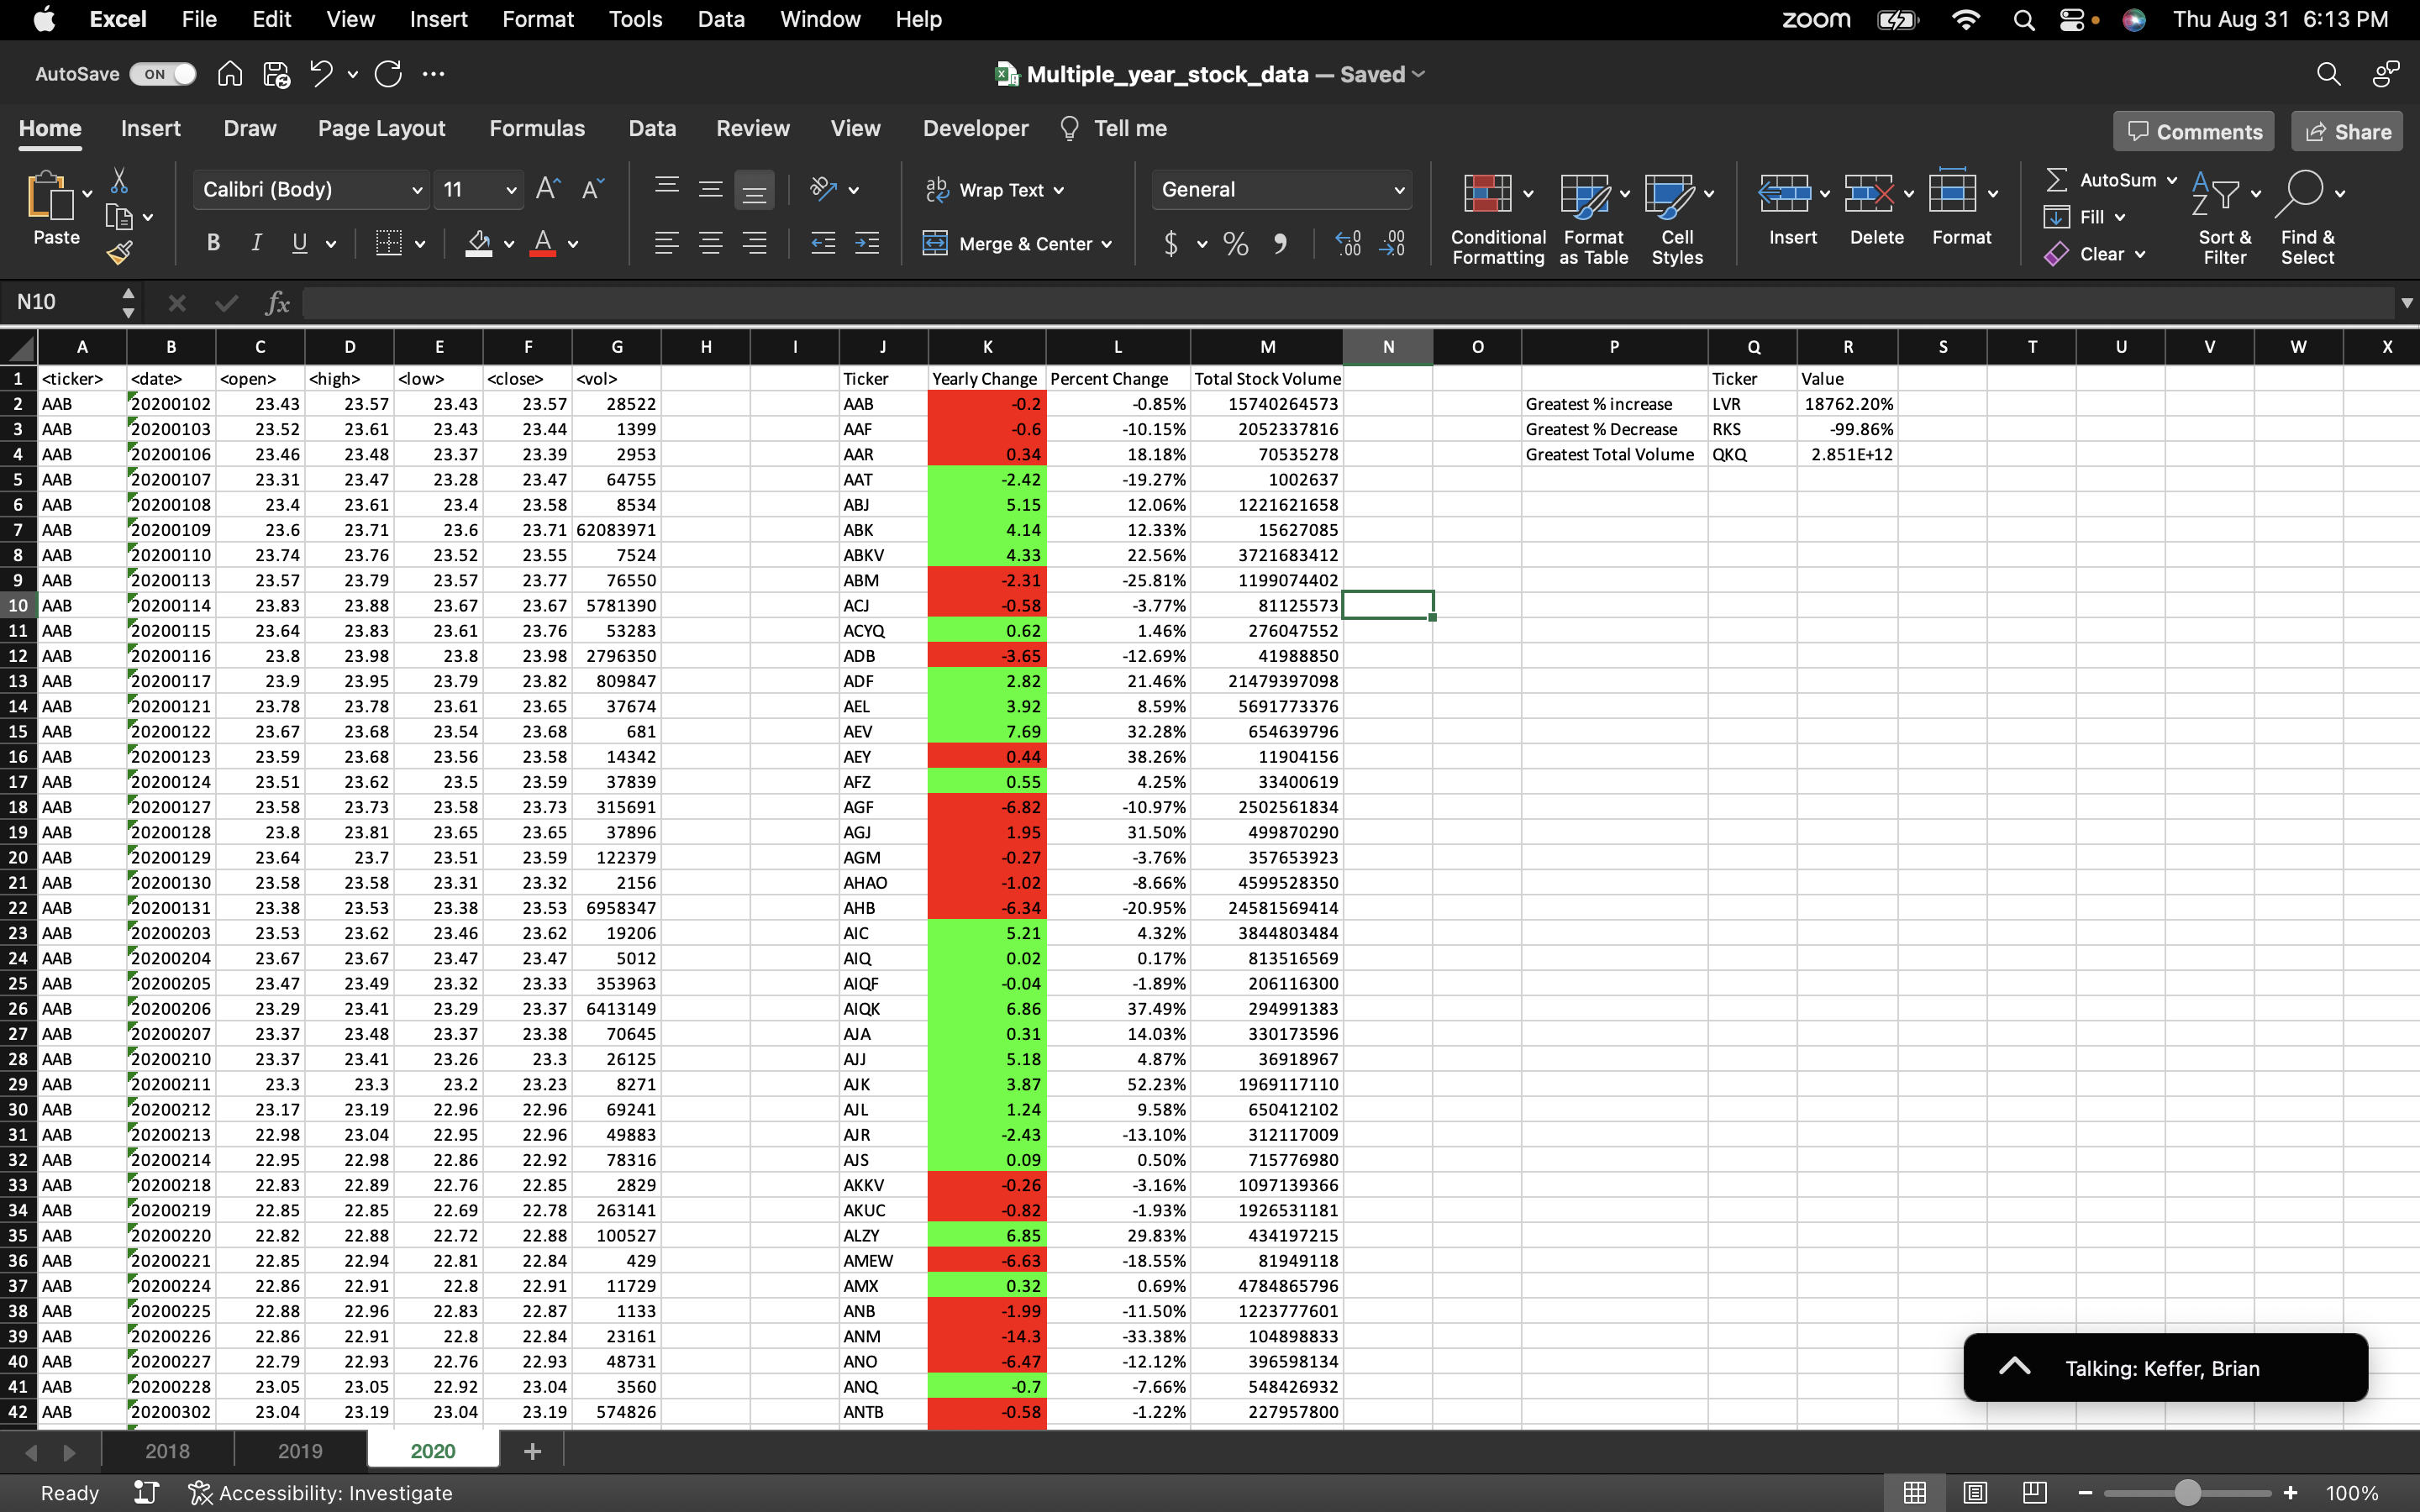 Excel File Edit View Insert Format Tools Data Window Help zoom Thu Aug 31 6:13 PM
AutoSave ON Multiple_year_stock_data — Saved
Home Insert Draw Page Layout Formulas Data Review View Developer Tell me Comments Share
Paste Calibri (Body) 11 Wrap Text General Conditional Formatting Format as Table Cell Styles Insert Delete Format AutoSum Fill Clear Sort & Filter Find & Select
B I U A Merge & Center $ % 9 .00 .0
N10 fx
A B C D E F G H I J K L M N O P Q R S T U V W X
1 <ticker> <date> <open> <high> <low> <close> <vol> Ticker Yearly Change Percent Change Total Stock Volume Ticker Value
2 AAB 20200102 23.43 23.57 23.43 23.57 28522 AAB -0.2 -0.85% 15740264573 Greatest % increase LVR 18762.20%
3 AAB 20200103 23.52 23.61 23.43 23.44 1399 AAF -0.6 -10.15% 2052337816 Greatest % Decrease RKS -99.86%
4 AAB 20200106 23.46 23.48 23.37 23.39 2953 AAR 0.34 18.18% 70535278 Greatest Total Volume QKQ 2.851E+12
5 AAB 20200107 23.31 23.47 23.28 23.47 64755 AAT -2.42 -19.27% 1002637
6 AAB 20200108 23.4 23.61 23.4 23.58 8534 ABJ 5.15 12.06% 1221621658
7 AAB 20200109 23.6 23.71 23.6 23.71 62083971 ABK 4.14 12.33% 15627085
8 AAB 20200110 23.74 23.76 23.52 23.55 7524 ABKV 4.33 22.56% 3721683412
9 AAB 20200113 23.57 23.79 23.57 23.77 76550 ABM -2.31 -25.81% 1199074402
10 AAB 20200114 23.83 23.88 23.67 23.67 5781390 ACJ -0.58 -3.77% 81125573
11 AAB 20200115 23.64 23.83 23.61 23.76 53283 ACYQ 0.62 1.46% 276047552
12 AAB 20200116 23.8 23.98 23.8 23.98 2796350 ADB -3.65 -12.69% 41988850
13 AAB 20200117 23.9 23.95 23.79 23.82 809847 ADF 2.82 21.46% 21479397098
14 AAB 20200121 23.78 23.78 23.61 23.65 37674 AEL 3.92 8.59% 5691773376
15 AAB 20200122 23.67 23.68 23.54 23.68 681 AEV 7.69 32.28% 654639796
16 AAB 20200123 23.59 23.68 23.56 23.58 14342 AEY 0.44 38.26% 11904156
17 AAB 20200124 23.51 23.62 23.5 23.59 37839 AFZ 0.55 4.25% 33400619
18 AAB 20200127 23.58 23.73 23.58 23.73 315691 AGF -6.82 -10.97% 2502561834
19 AAB 20200128 23.8 23.81 23.65 23.65 37896 AGJ 1.95 31.50% 499870290
20 AAB 20200129 23.64 23.7 23.51 23.59 122379 AGM -0.27 -3.76% 357653923
21 AAB 20200130 23.58 23.58 23.31 23.32 2156 AHAO -1.02 -8.66% 4599528350
22 AAB 20200131 23.38 23.53 23.38 23.53 6958347 AHB -6.34 -20.95% 24581569414
23 AAB 20200203 23.53 23.62 23.46 23.62 19206 AIC 5.21 4.32% 3844803484
24 AAB 20200204 23.67 23.67 23.47 23.47 5012 AIQ 0.02 0.17% 813516569
25 AAB 20200205 23.47 23.49 23.32 23.33 353963 AIQF -0.04 -1.89% 206116300
26 AAB 20200206 23.29 23.41 23.29 23.37 6413149 AIQK 6.86 37.49% 294991383
27 AAB 20200207 23.37 23.48 23.37 23.38 70645 AJA 0.31 14.03% 330173596
28 AAB 20200210 23.37 23.41 23.26 23.3 26125 AJJ 5.18 4.87% 36918967
29 AAB 20200211 23.3 23.3 23.2 23.23 8271 AJK 3.87 52.23% 1969117110
30 AAB 20200212 23.17 23.19 22.96 22.96 69241 AJL 1.24 9.58% 650412102
31 AAB 20200213 22.98 23.04 22.95 22.96 49883 AJR -2.43 -13.10% 312117009
32 AAB 20200214 22.95 22.98 22.86 22.92 78316 AJS 0.09 0.50% 715776980
33 AAB 20200218 22.83 22.89 22.76 22.85 2829 AKKV -0.26 -3.16% 1097139366
34 AAB 20200219 22.85 22.85 22.69 22.78 263141 AKUC -0.82 -1.93% 1926531181
35 AAB 20200220 22.82 22.88 22.72 22.88 100527 ALZY 6.85 29.83% 434197215
36 AAB 20200221 22.85 22.94 22.81 22.84 429 AMEW -6.63 -18.55% 81949118
37 AAB 20200224 22.86 22.91 22.8 22.91 11729 AMX 0.32 0.69% 4784865796
38 AAB 20200225 22.88 22.96 22.83 22.87 1133 ANB -1.99 -11.50% 1223777601
39 AAB 20200226 22.86 22.91 22.8 22.84 23161 ANM -14.3 -33.38% 104898833
40 AAB 20200227 22.79 22.93 22.76 22.93 48731 ANO -6.47 -12.12% 396598134
41 AAB 20200228 23.05 23.05 22.92 23.04 3560 ANQ -0.7 -7.66% 548426932
42 AAB 20200302 23.04 23.19 23.04 23.19 574826 ANTB -0.58 -1.22% 227957800
Talking: Keffer, Brian
2018 2019 2020 +
Ready Accessibility: Investigate 100%